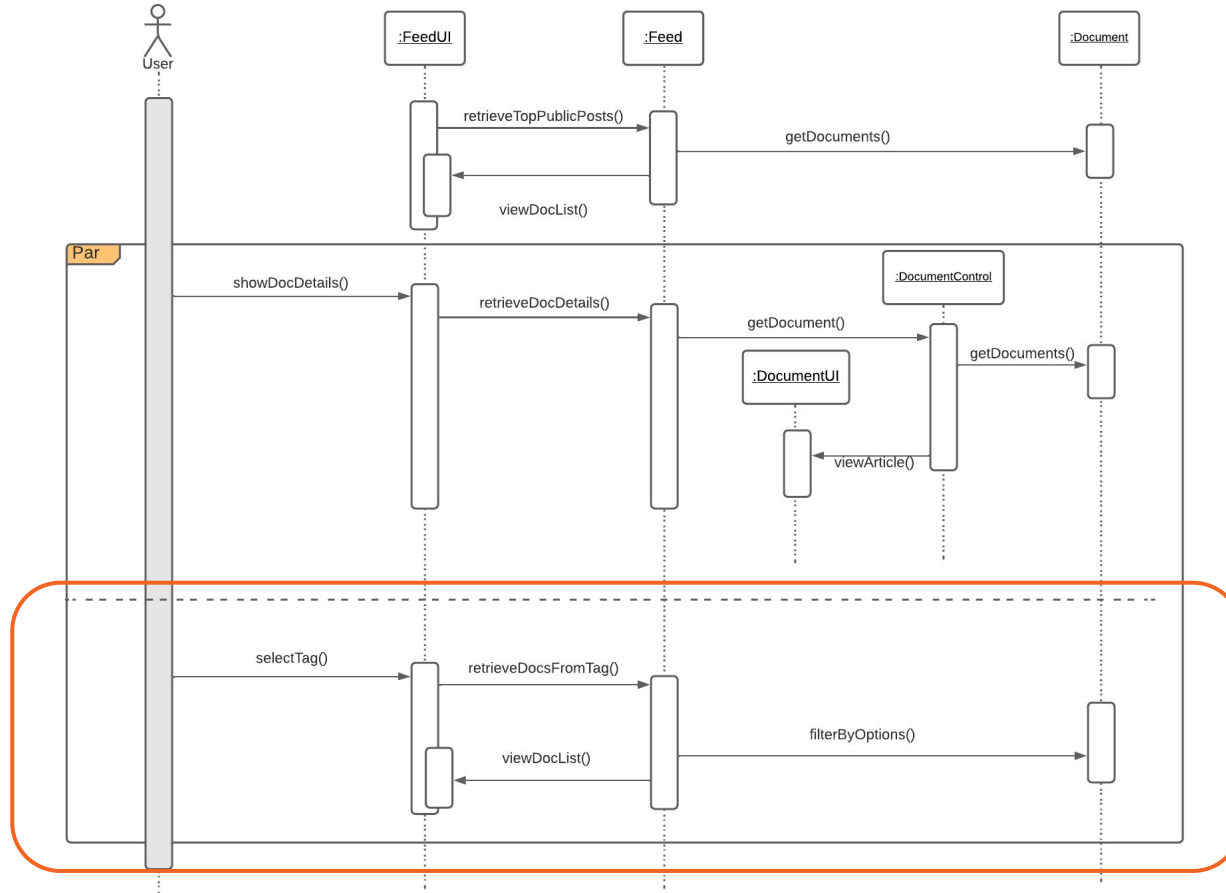 User
:FeedUI
:Feed
:Document
retrieveTopPublicPosts()
getDocuments()
viewDocList()
Par
:DocumentControl
showDocDetails()
retrieveDocDetails()
getDocument()
getDocuments()
:DocumentUI
viewArticle()
selectTag()
retrieveDocsFromTag()
filterByOptions()
viewDocList()